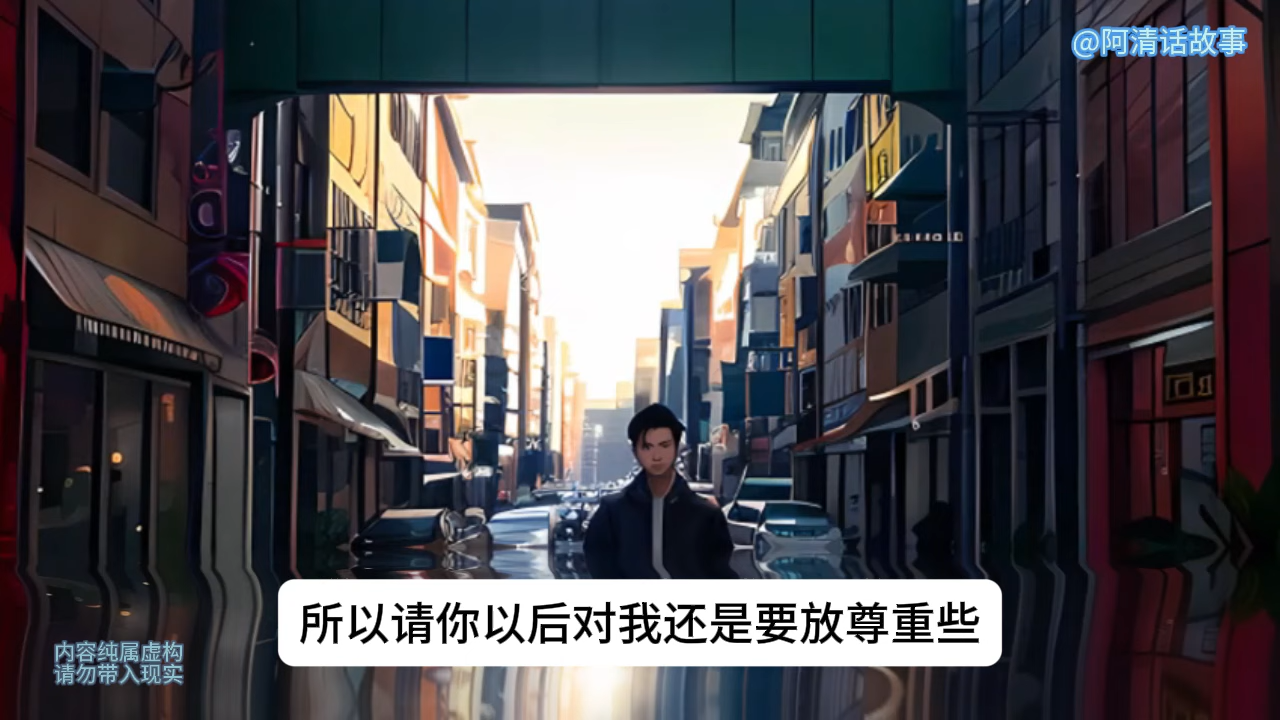 @阿清话故事
所以请你以后对我还是要放尊重些
内容纯属虚构
请勿带入现实